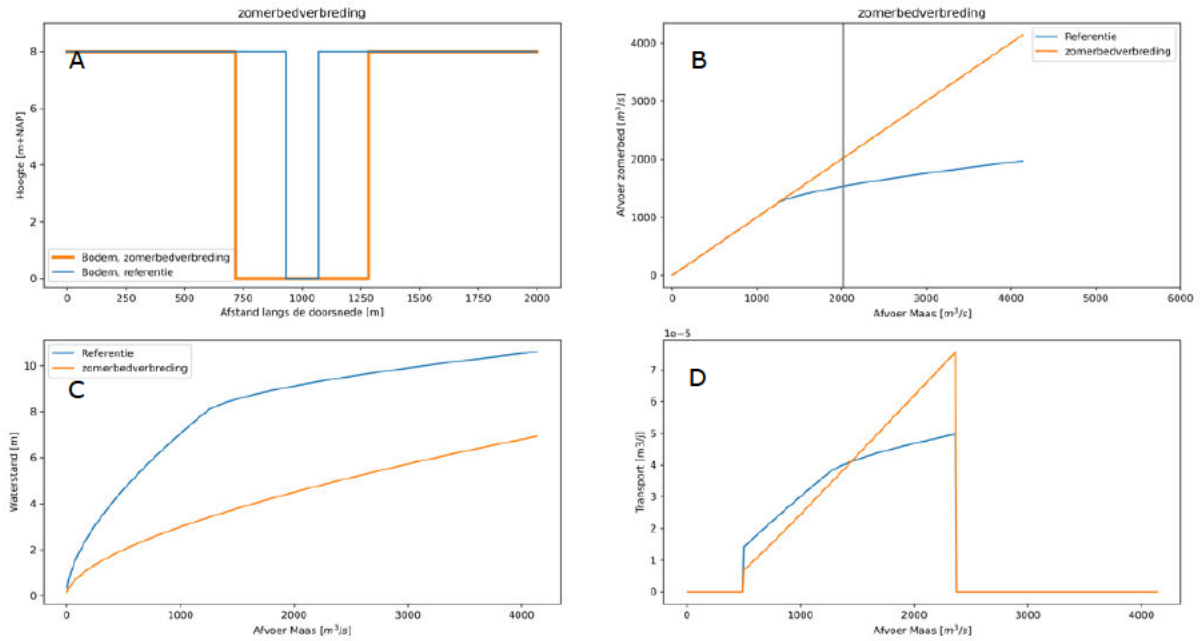 zomerbedverbreding
A
Hoogte [m+NAP]
8
6
4
2
0
Bodem, zomerbedverbreding
Bodem, referentie
0 250 500 750 1000 1250 1500 1750 2000
Afstand langs de doorsnede [m]
zomerbedverbreding
B
Afvoer zomerbed [m³/s]
4000
3000
2000
1000
0
Referentie
zomerbedverbreding
0 1000 2000 3000 4000 5000 6000
Afvoer Maas [m³/s]
Referentie
zomerbedverbreding
C
Waterstand [m]
10
8
6
4
2
0
0 1000 2000 3000 4000
Afvoer Maas [m³/s]
1e-5
D
Transport [m3/j]
7
6
5
4
3
2
1
0
0 1000 2000 3000 4000
Afvoer Maas [m³/s]